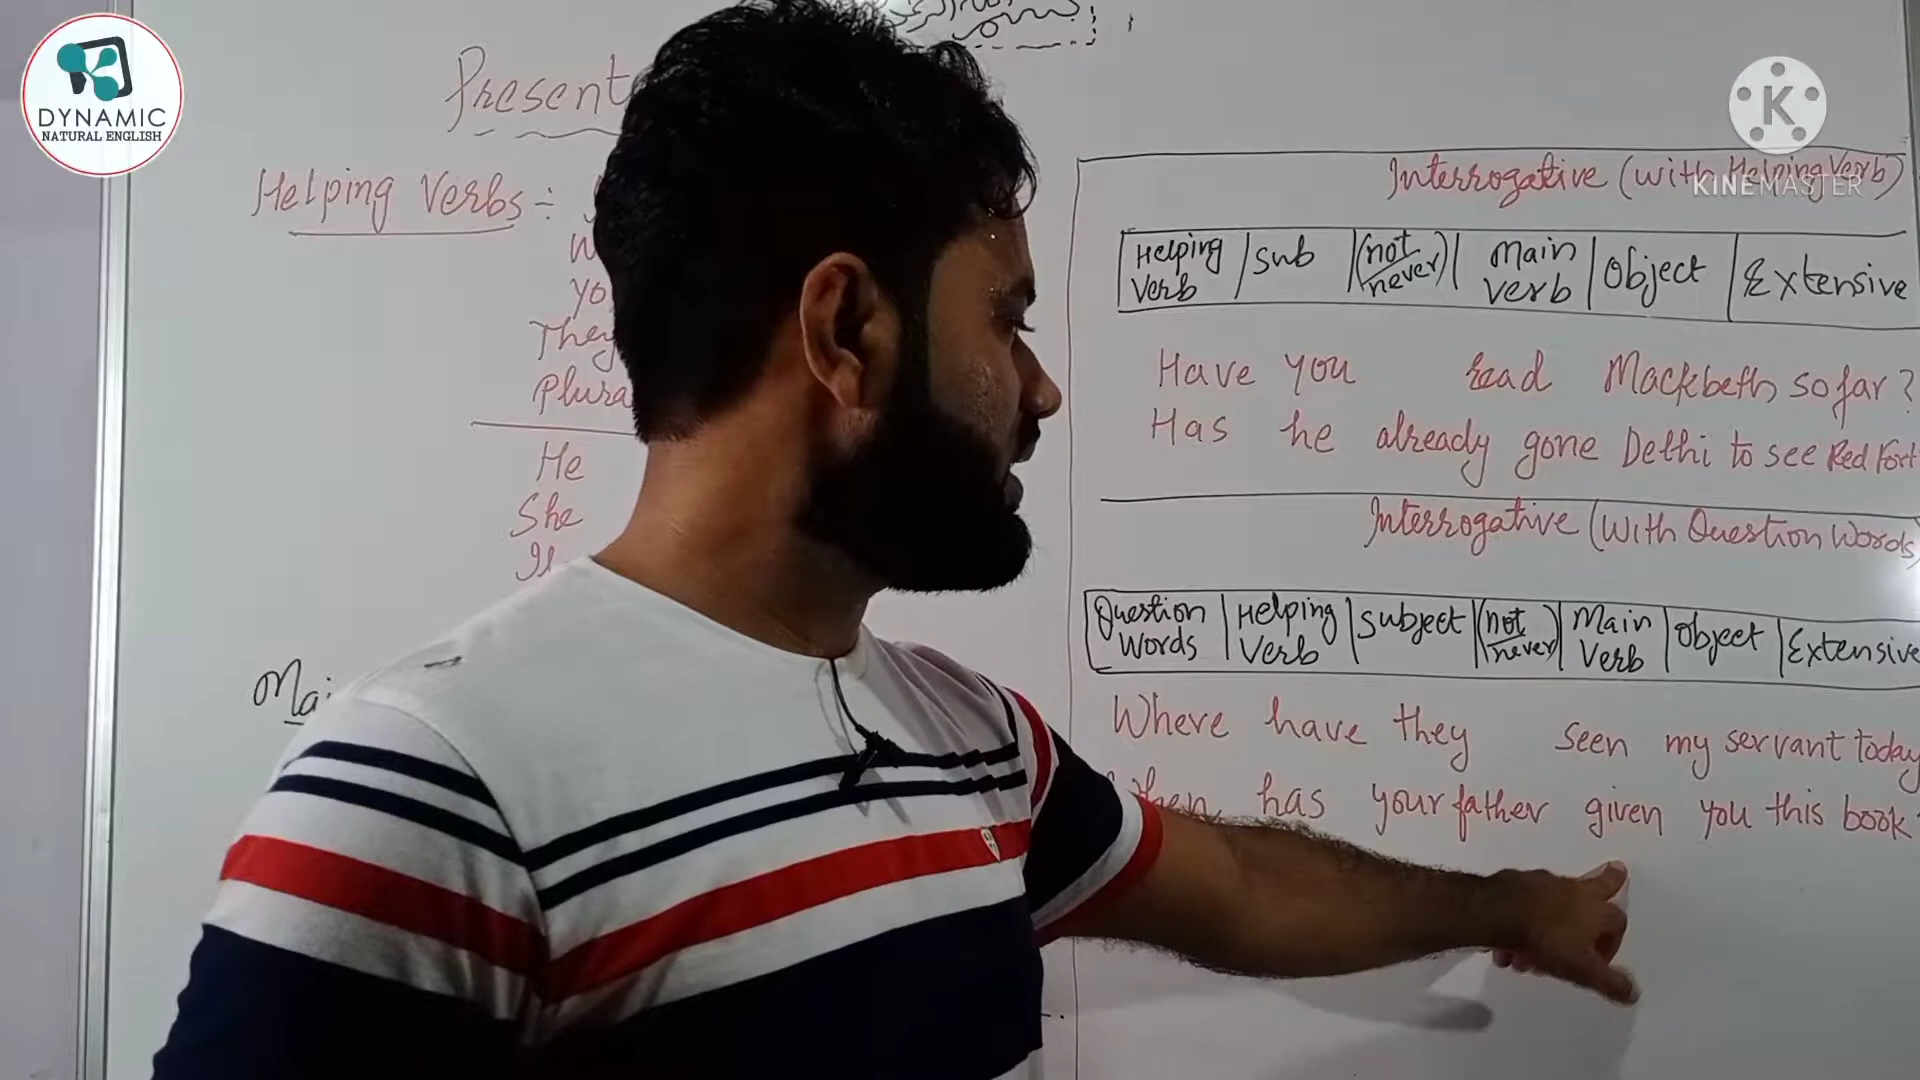 DYNAMIC
NATURAL ENGLISH
K
KINEMASTER
Present
Helping Verbs :-
They
He
She
Interrogative (with Helping Verb)
Helping Verb | Sub | (not/never) | Main Verb | Object | Extensive
Have you read Mackbeth so far?
Has he already gone Delhi to see Red Fort
Interrogative (With Question Words)
Question Words | Helping Verb | Subject | (not/never) | Main Verb | Object | Extensive
Where have they seen my servant today
has your father given you this book?